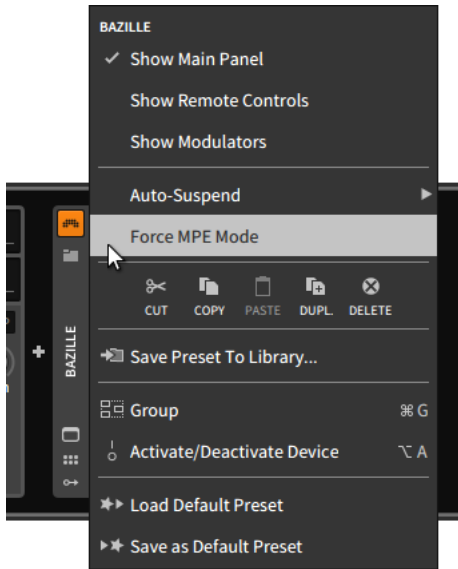 BAZILLE
Show Main Panel
Show Remote Controls
Show Modulators
Auto-Suspend
Force MPE Mode
CUT COPY PASTE DUPL. DELETE
Save Preset To Library...
Group ⌘ G
Activate/Deactivate Device ⌥ A
Load Default Preset
Save as Default Preset
BAZILLE